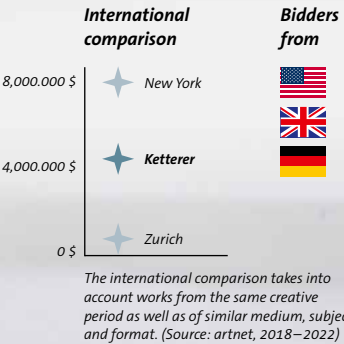 International
comparison
Bidders
from
8,000.000 $
New York
4,000.000 $
Ketterer
0 $
Zurich
The international comparison takes into
account works from the same creative
period as well as of similar medium, subjec
and format. (Source: artnet, 2018–2022)